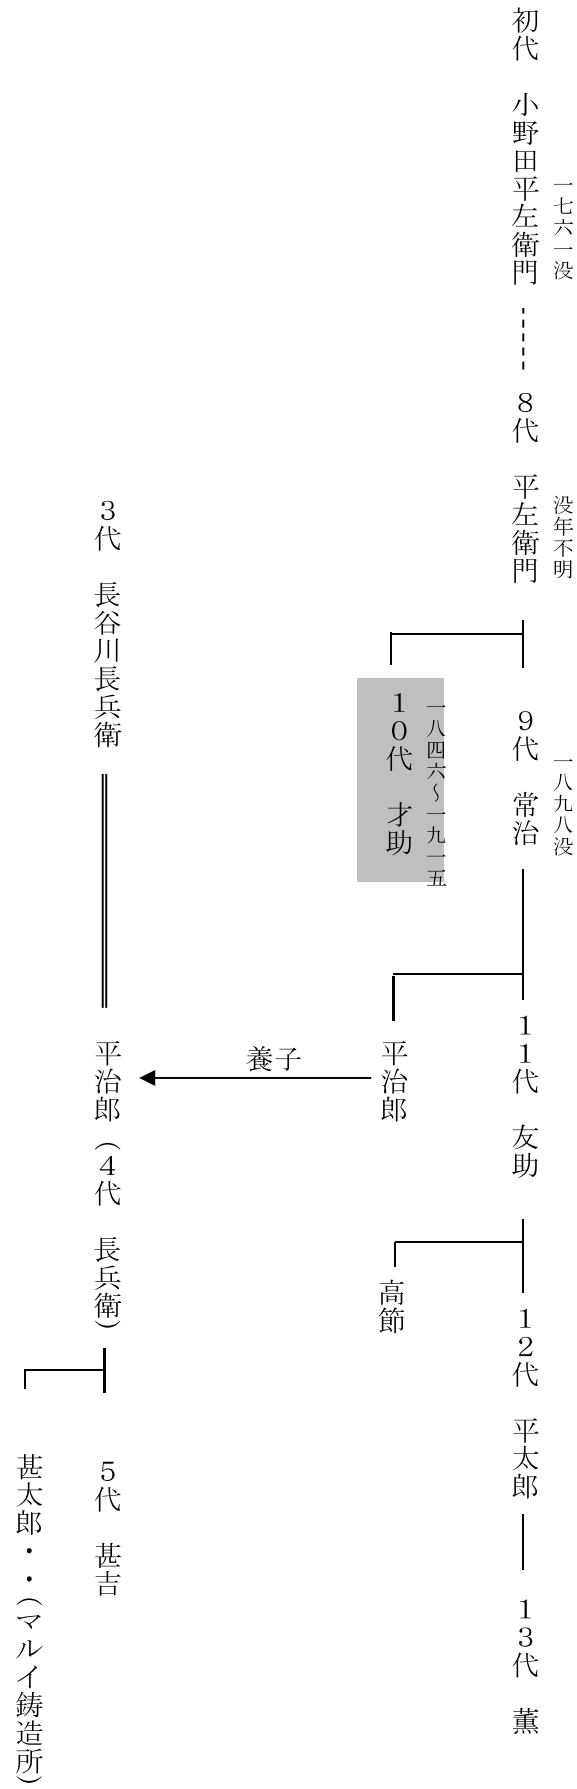 初代　小野田平左衛門
一七六一没
8代　平左衛門
没年不明
9代　常治
一八九八没
10代　才助
一八四六～一九一五
11代　友助
平治郎
養子
12代　平太郎
高節
13代　薫
3代　長谷川長兵衛
平治郎（4代　長兵衛）
5代　甚吉
甚太郎・・（マルイ鋳造所）